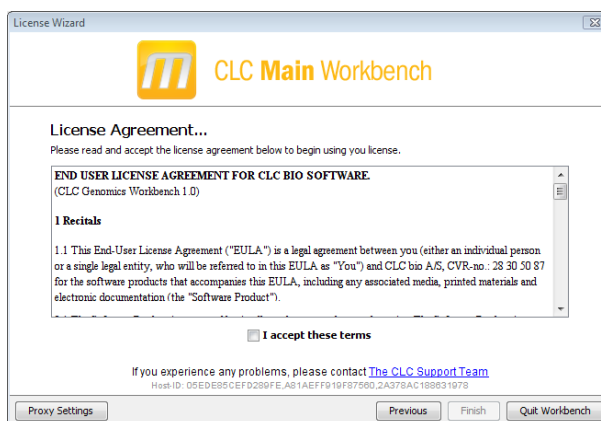 License Wizard
m CLC Main Workbench
License Agreement...
Please read and accept the license agreement below to begin using you license.
END USER LICENSE AGREEMENT FOR CLC BIO SOFTWARE.
(CLC Genomics Workbench 1.0)
1 Recitals
1.1 This End-User License Agreement ("EULA") is a legal agreement between you (either an individual person
or a single legal entity, who will be referred to in this EULA as "You") and CLC bio A/S, CVR-no.: 28 30 50 87
for the software products that accompanies this EULA, including any associated media, printed materials and
electronic documentation (the "Software Product").
I accept these terms
If you experience any problems, please contact The CLC Support Team
Host-ID: 05EDE85CEFD289FE,A81AEFF919F87560,2A378AC188631978
Proxy Settings Previous Finish Quit Workbench